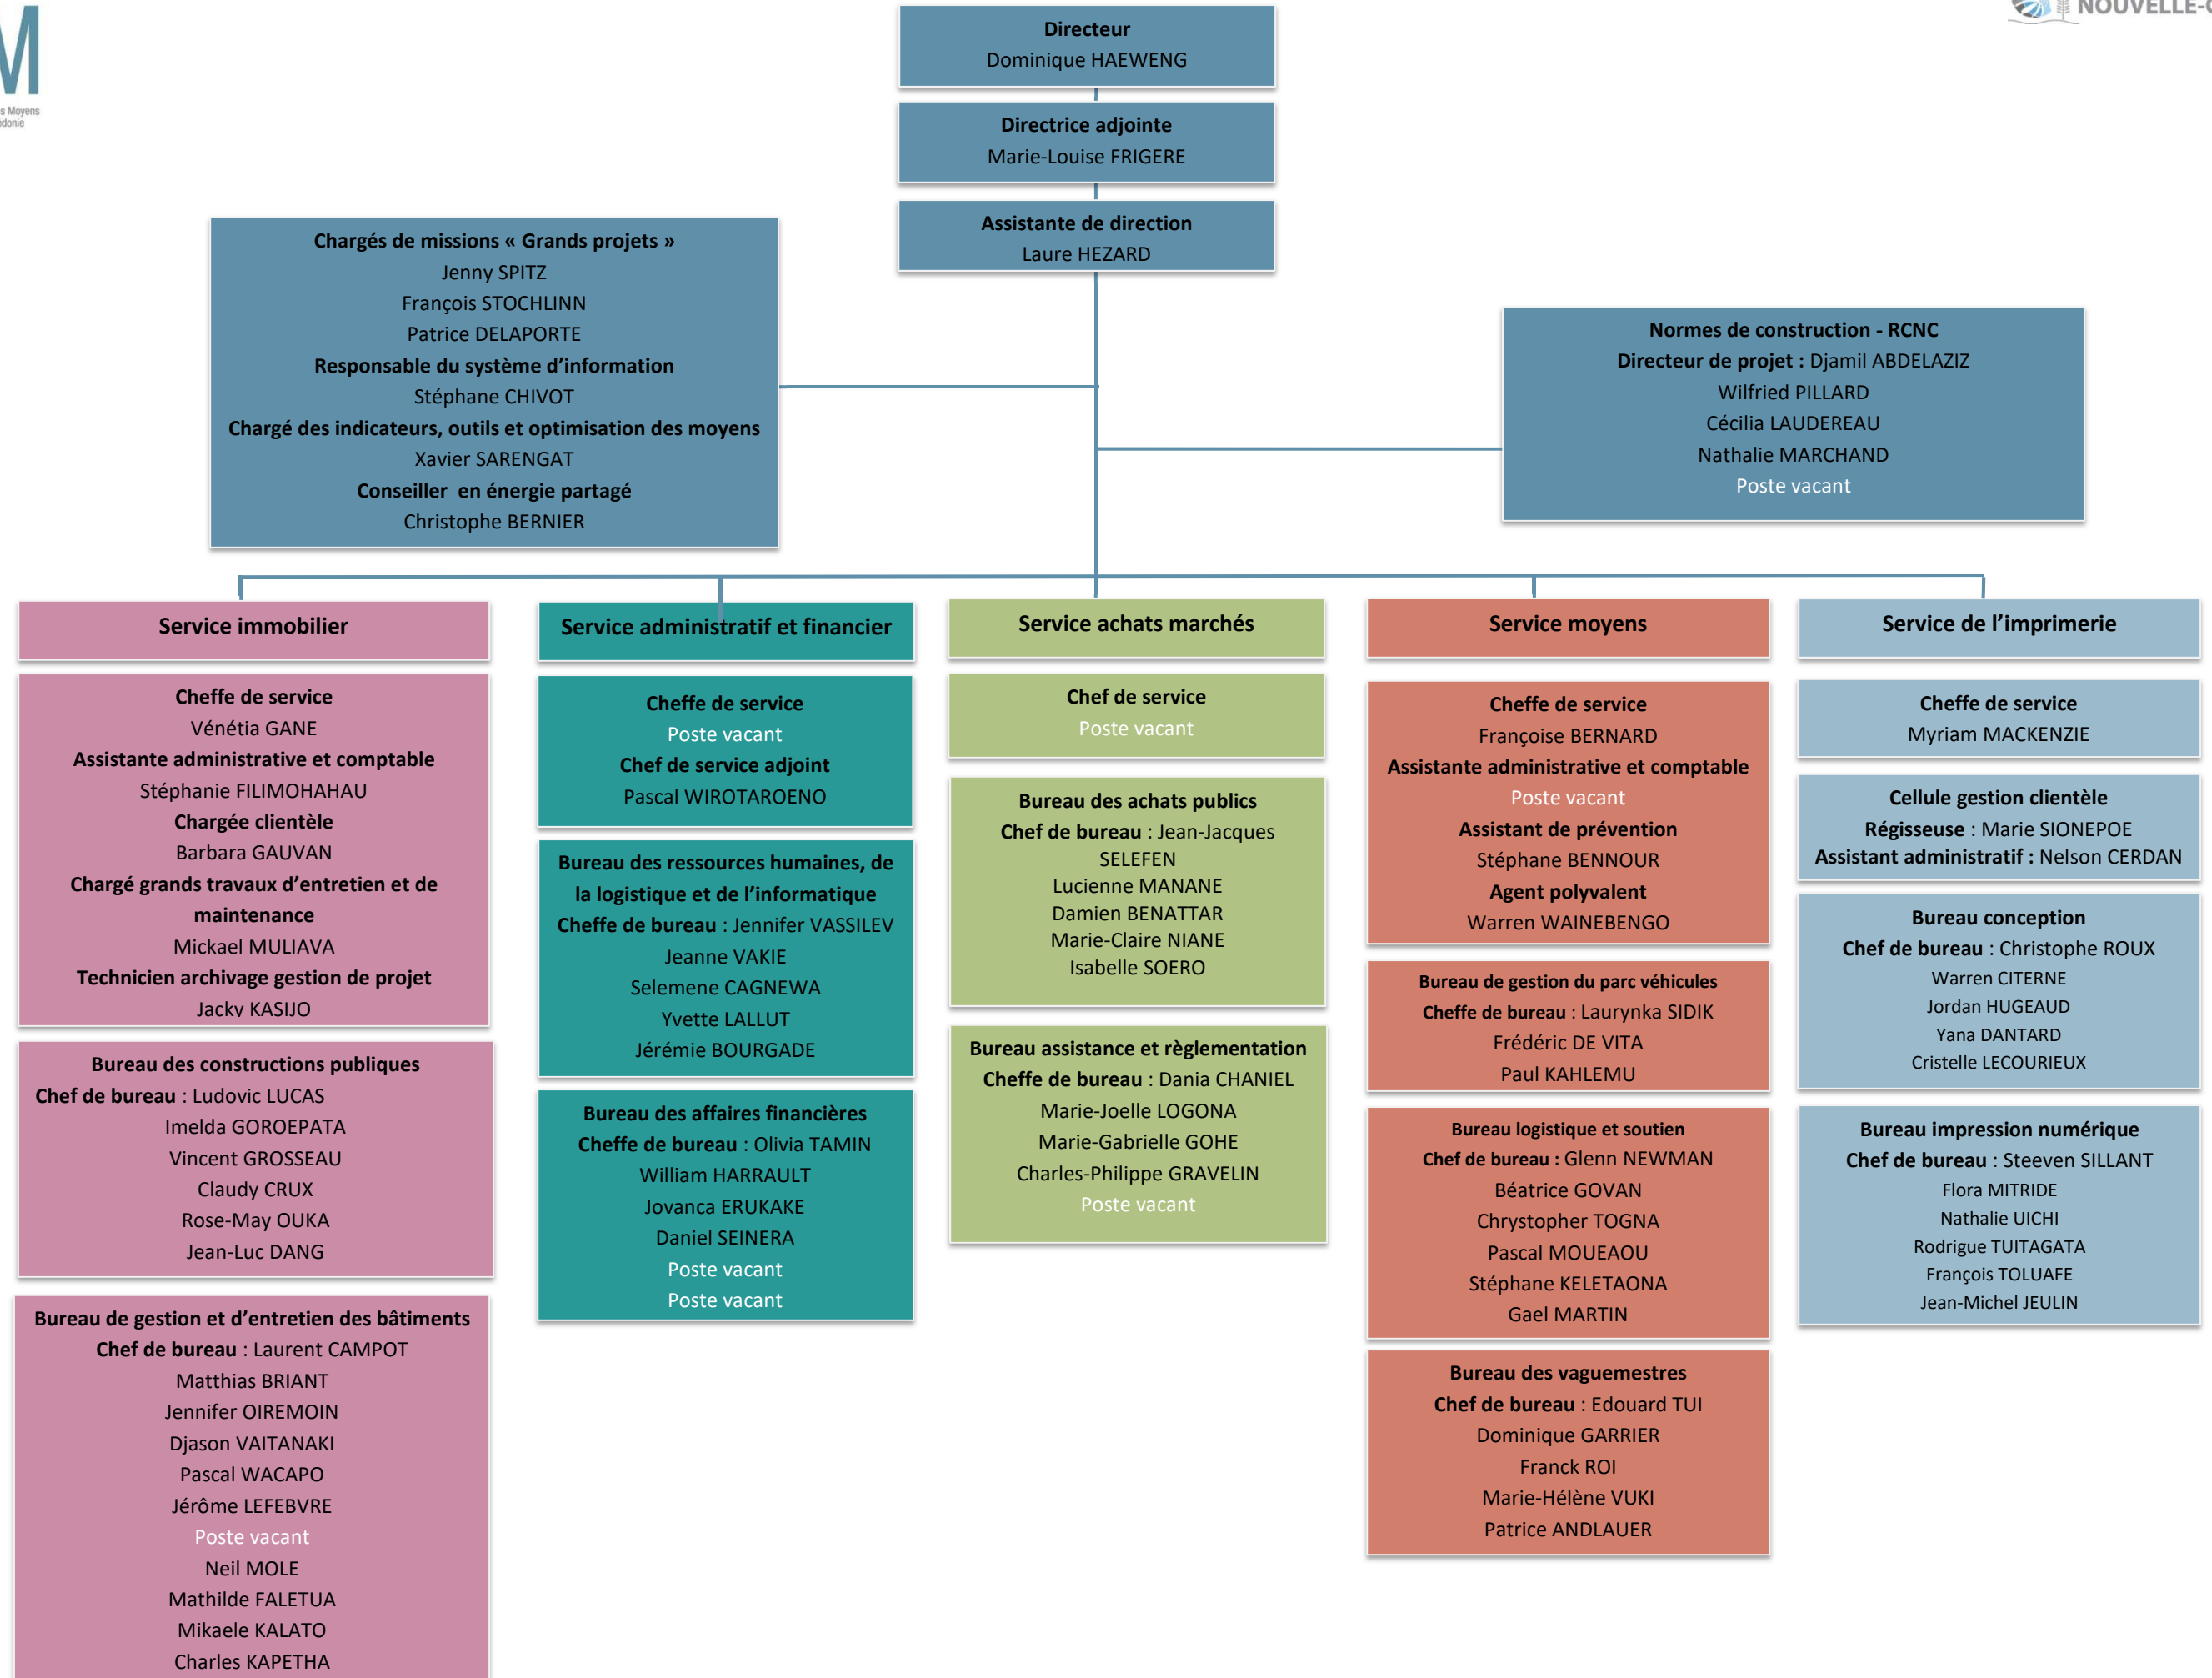 M
s Moyens
édonie
NOUVELLE-
Directeur
Dominique HAEWENG
Directrice adjointe
Marie-Louise FRIGERE
Assistante de direction
Laure HEZARD
Chargés de missions « Grands projets »
Jenny SPITZ
François STOCHLINN
Patrice DELAPORTE
Responsable du système d’information
Stéphane CHIVOT
Chargé des indicateurs, outils et optimisation des moyens
Xavier SARENGAT
Conseiller en énergie partagé
Christophe BERNIER
Normes de construction - RCNC
Directeur de projet : Djamil ABDELAZIZ
Wilfried PILLARD
Cécilia LAUDEREAU
Nathalie MARCHAND
Poste vacant
Service immobilier
Cheffe de service
Vénétia GANE
Assistante administrative et comptable
Stéphanie FILIMOHAHAU
Chargée clientèle
Barbara GAUVAN
Chargé grands travaux d’entretien et de
maintenance
Mickael MULIAVA
Technicien archivage gestion de projet
Jacky KASIJO
Bureau des constructions publiques
Chef de bureau : Ludovic LUCAS
Imelda GOROEPATA
Vincent GROSSEAU
Claudy CRUX
Rose-May OUKA
Jean-Luc DANG
Bureau de gestion et d’entretien des bâtiments
Chef de bureau : Laurent CAMPOT
Matthias BRIANT
Jennifer OIREMOIN
Djason VAITANAKI
Pascal WACAPO
Jérôme LEFEBVRE
Poste vacant
Neil MOLE
Mathilde FALETUA
Mikaele KALATO
Charles KAPETHA
Service administratif et financier
Cheffe de service
Poste vacant
Chef de service adjoint
Pascal WIROTAROENO
Bureau des ressources humaines, de
la logistique et de l’informatique
Cheffe de bureau : Jennifer VASSILEV
Jeanne VAKIE
Selemene CAGNEWA
Yvette LALLUT
Jérémie BOURGADE
Bureau des affaires financières
Cheffe de bureau : Olivia TAMIN
William HARRAULT
Jovanca ERUKAKE
Daniel SEINERA
Poste vacant
Poste vacant
Service achats marchés
Chef de service
Poste vacant
Bureau des achats publics
Chef de bureau : Jean-Jacques
SELEFEN
Lucienne MANANE
Damien BENATTAR
Marie-Claire NIANE
Isabelle SOERO
Bureau assistance et règlementation
Cheffe de bureau : Dania CHANIEL
Marie-Joelle LOGONA
Marie-Gabrielle GOHE
Charles-Philippe GRAVELIN
Poste vacant
Service moyens
Cheffe de service
Françoise BERNARD
Assistante administrative et comptable
Poste vacant
Assistant de prévention
Stéphane BENNOUR
Agent polyvalent
Warren WAINEBENGO
Bureau de gestion du parc véhicules
Cheffe de bureau : Laurynka SIDIK
Frédéric DE VITA
Paul KAHLEMU
Bureau logistique et soutien
Chef de bureau : Glenn NEWMAN
Béatrice GOVAN
Chrystopher TOGNA
Pascal MOUEAOU
Stéphane KELETAONA
Gael MARTIN
Bureau des vaguemestres
Chef de bureau : Edouard TUI
Dominique GARRIER
Franck ROI
Marie-Hélène VUKI
Patrice ANDLAUER
Service de l’imprimerie
Cheffe de service
Myriam MACKENZIE
Cellule gestion clientèle
Régisseuse : Marie SIONEPOE
Assistant administratif : Nelson CERDAN
Bureau conception
Chef de bureau : Christophe ROUX
Warren CITERNE
Jordan HUGEAUD
Yana DANTARD
Cristelle LECOURIEUX
Bureau impression numérique
Chef de bureau : Steeven SILLANT
Flora MITRIDE
Nathalie UICHI
Rodrigue TUITAGATA
François TOLUAFE
Jean-Michel JEULIN